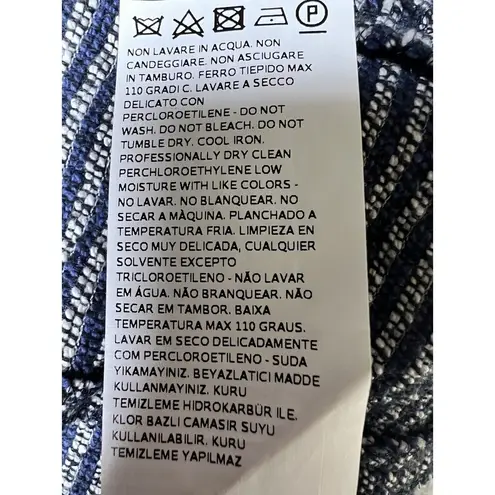 P
NON LAVARE IN ACQUA. NON
CANDEGGIARE. NON ASCIUGARE
IN TAMBURO. FERRO TIEPIDO MAX
110 GRADI C. LAVARE A SECCO
DELICATO CON
PERCLOROETILENE - DO NOT
WASH. DO NOT BLEACH. DO NOT
TUMBLE DRY. COOL IRON.
PROFESSIONALLY DRY CLEAN
PERCHLOROETHYLENE LOW
MOISTURE WITH LIKE COLORS -
NO LAVAR. NO BLANQUEAR. NO
SECAR A MÀQUINA. PLANCHADO A
TEMPERATURA FRIA. LIMPIEZA EN
SECO MUY DELICADA, CUALQUIER
SOLVENTE EXCEPTO
TRICLOROETILENO - NÃO LAVAR
EM ÁGUA. NÃO BRANQUEAR. NÃO
SECAR EM TAMBOR. BAIXA
TEMPERATURA MAX 110 GRAUS.
LAVAR EM SECO DELICADAMENTE
COM PERCLOROETILENO - SUDA
YIKAMAYINIZ. BEYAZLATICI MADDE
KULLANMAYINIZ. KURU
TEMIZLEME HIDROKARBÜR ILE.
KLOR BAZLI CAMASIR SUYU
KULLANILABILIR. KURU
TEMIZLEME YAPILMAZ